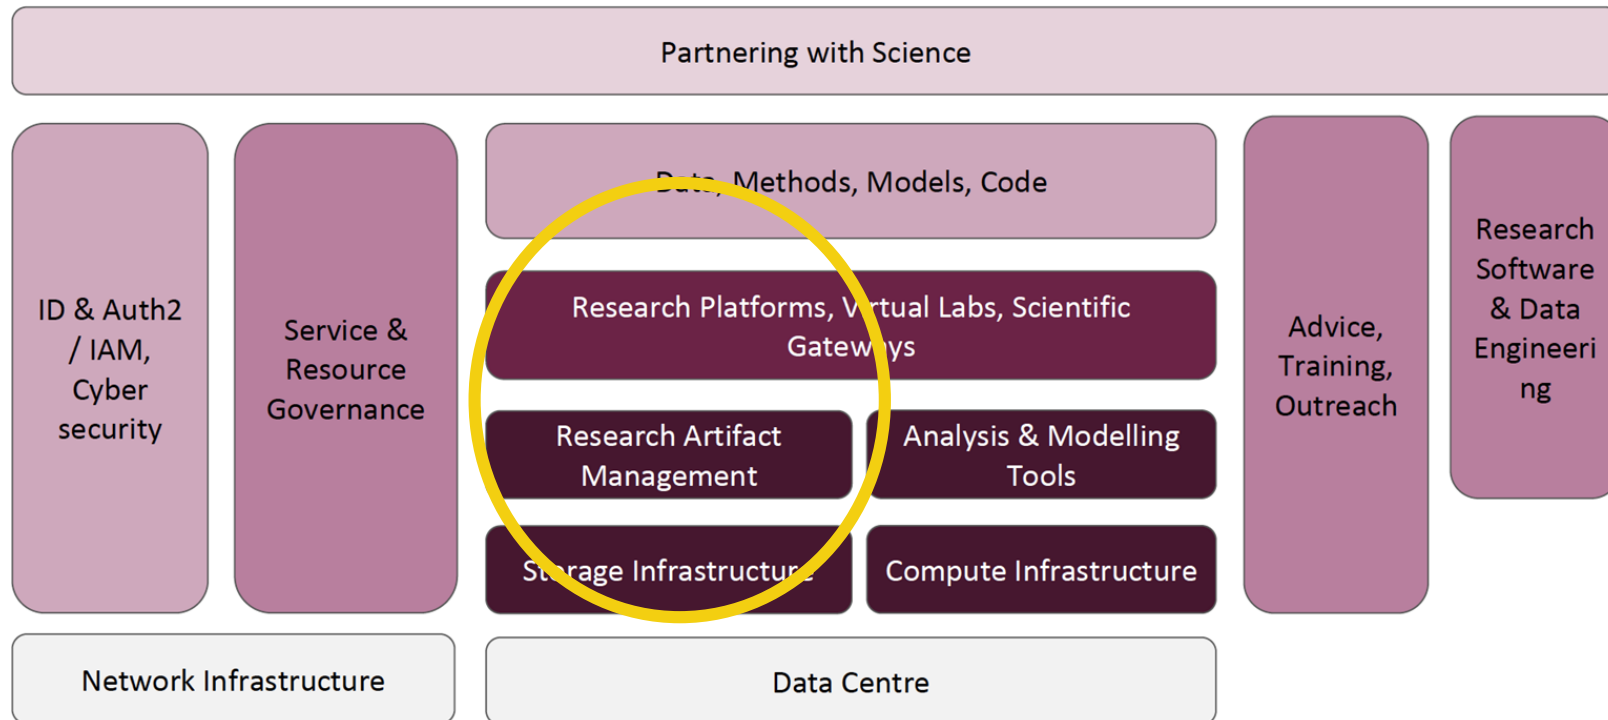 Partnering with Science
ID & Auth2
/ IAM,
Cyber
security
Service &
Resource
Governance
Data, Methods, Models, Code
Research Platforms, Virtual Labs, Scientific
Gateways
Research Artifact
Management
Analysis & Modelling
Tools
Storage Infrastructure
Compute Infrastructure
Advice,
Training,
Outreach
Research
Software
& Data
Engineeri
ng
Network Infrastructure
Data Centre